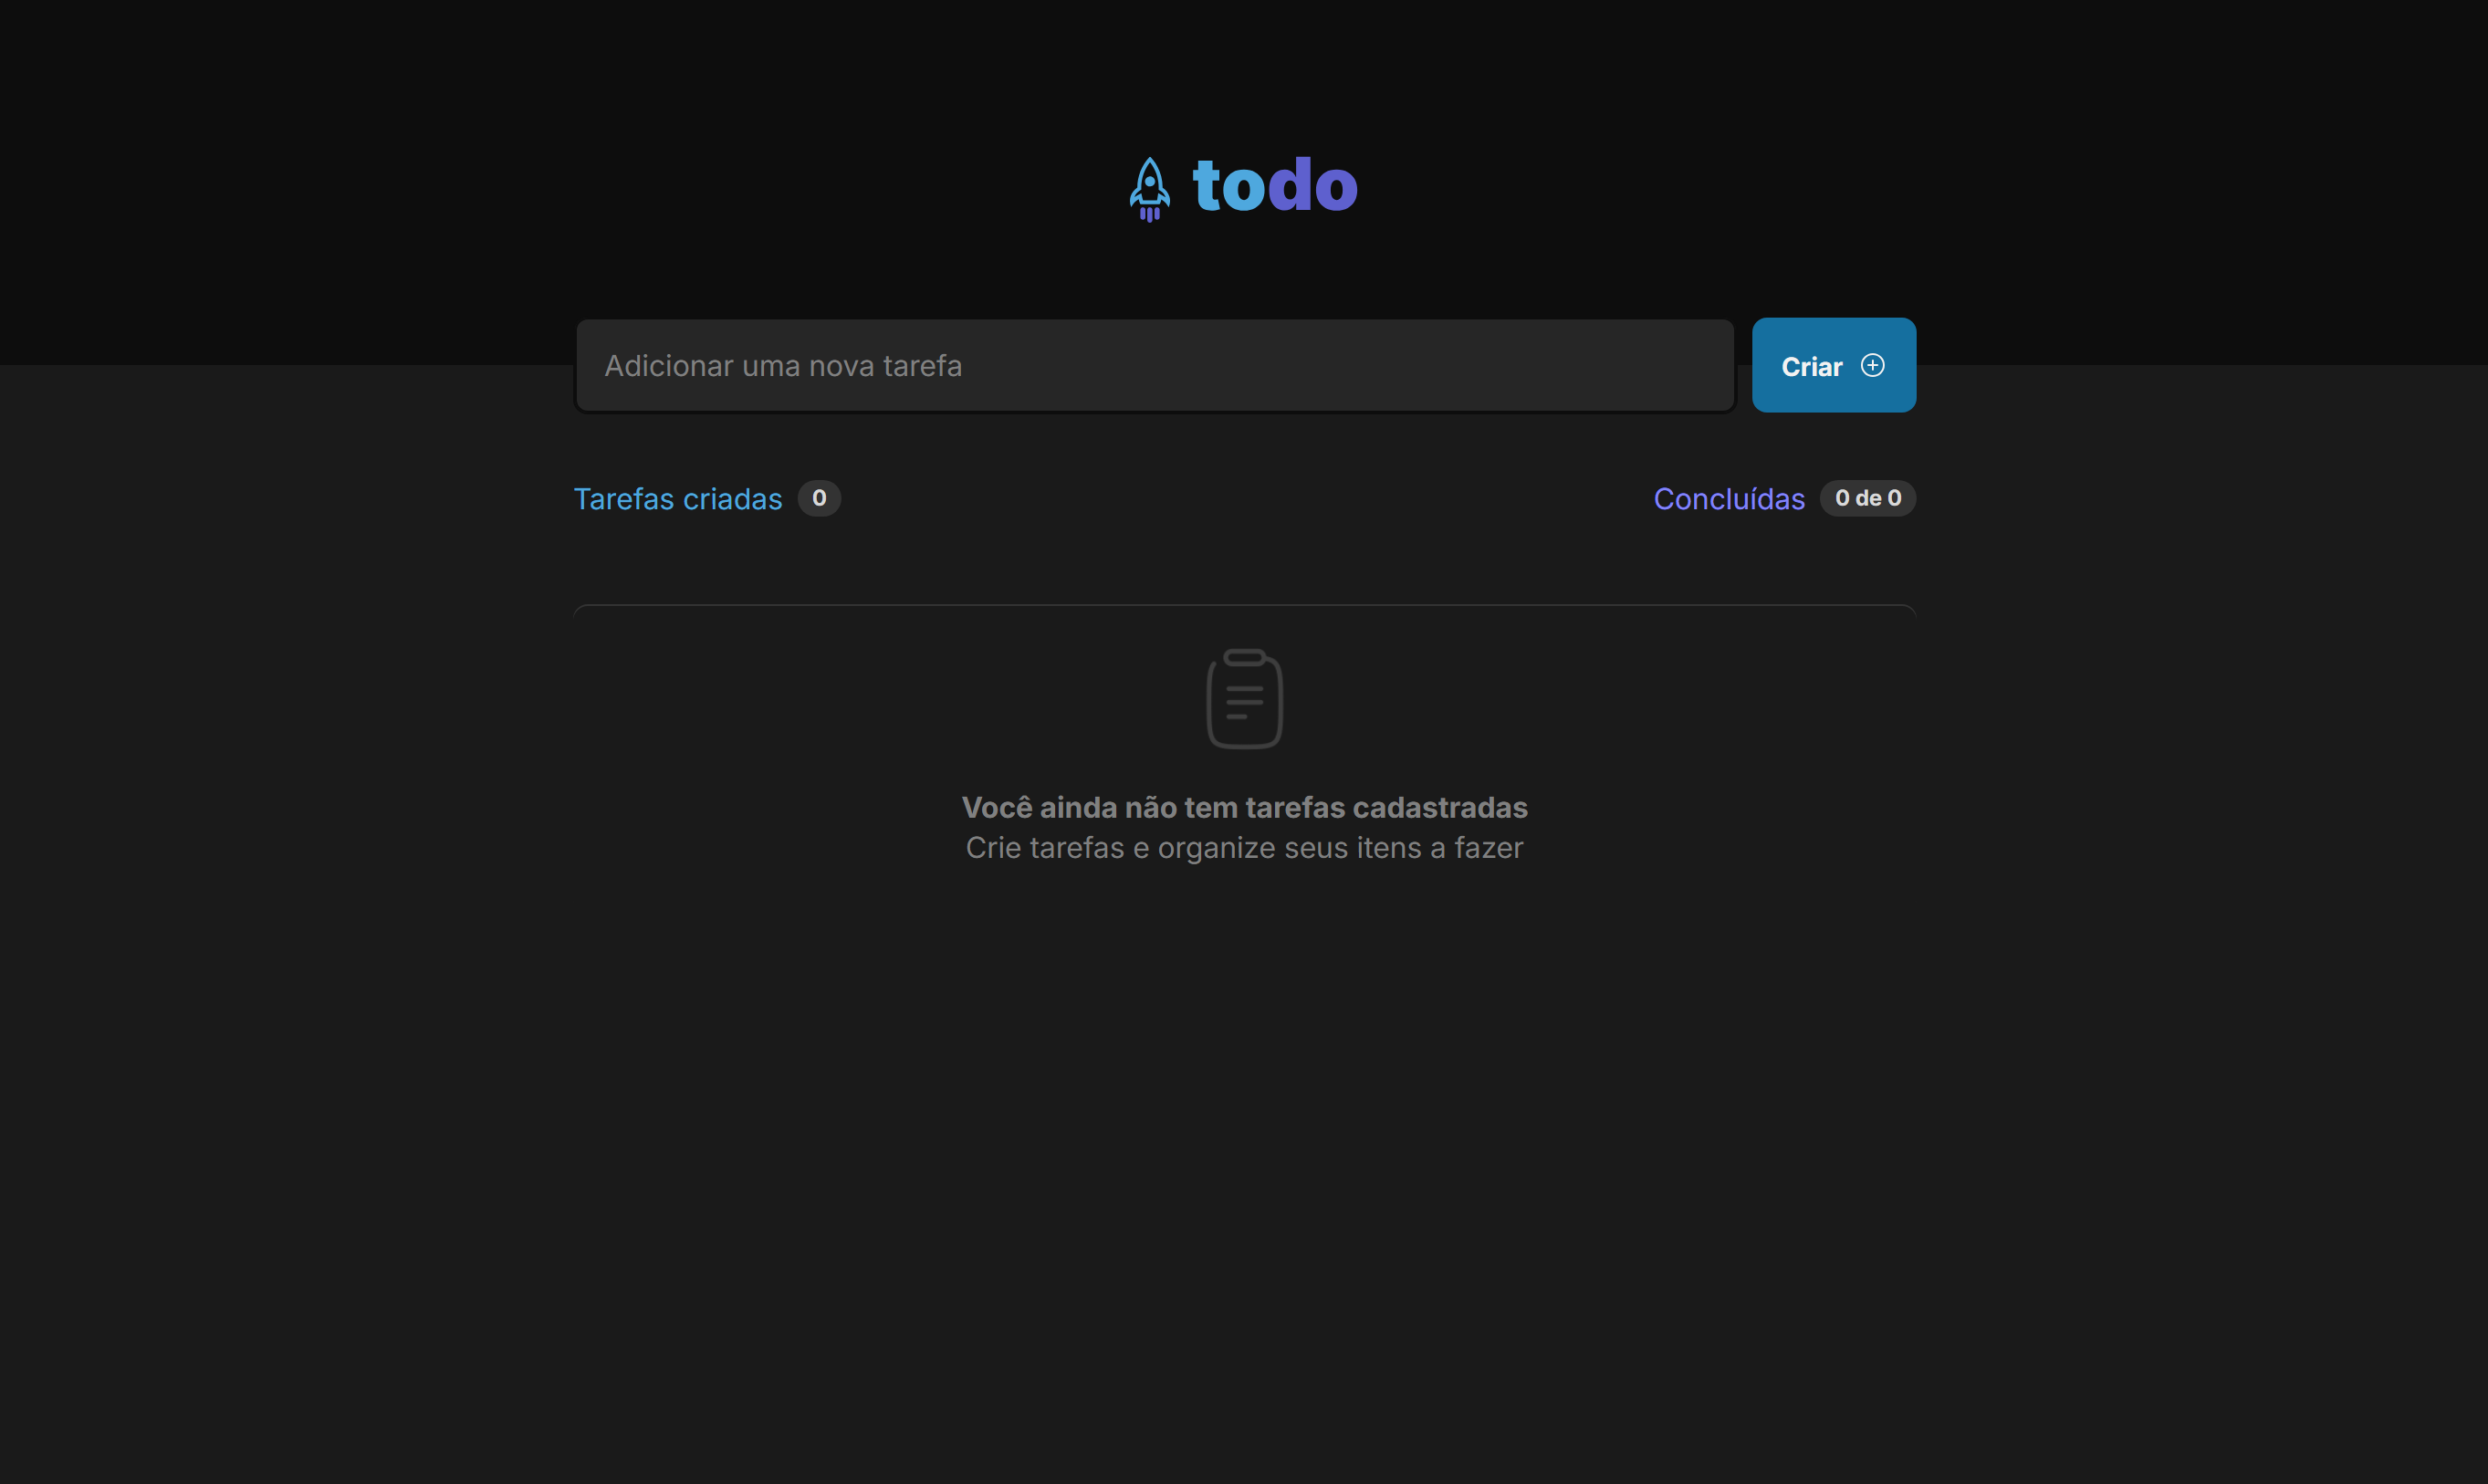 todo
Adicionar uma nova tarefa
Criar
Tarefas criadas 0
Concluídas 0 de 0
Você ainda não tem tarefas cadastradas
Crie tarefas e organize seus itens a fazer